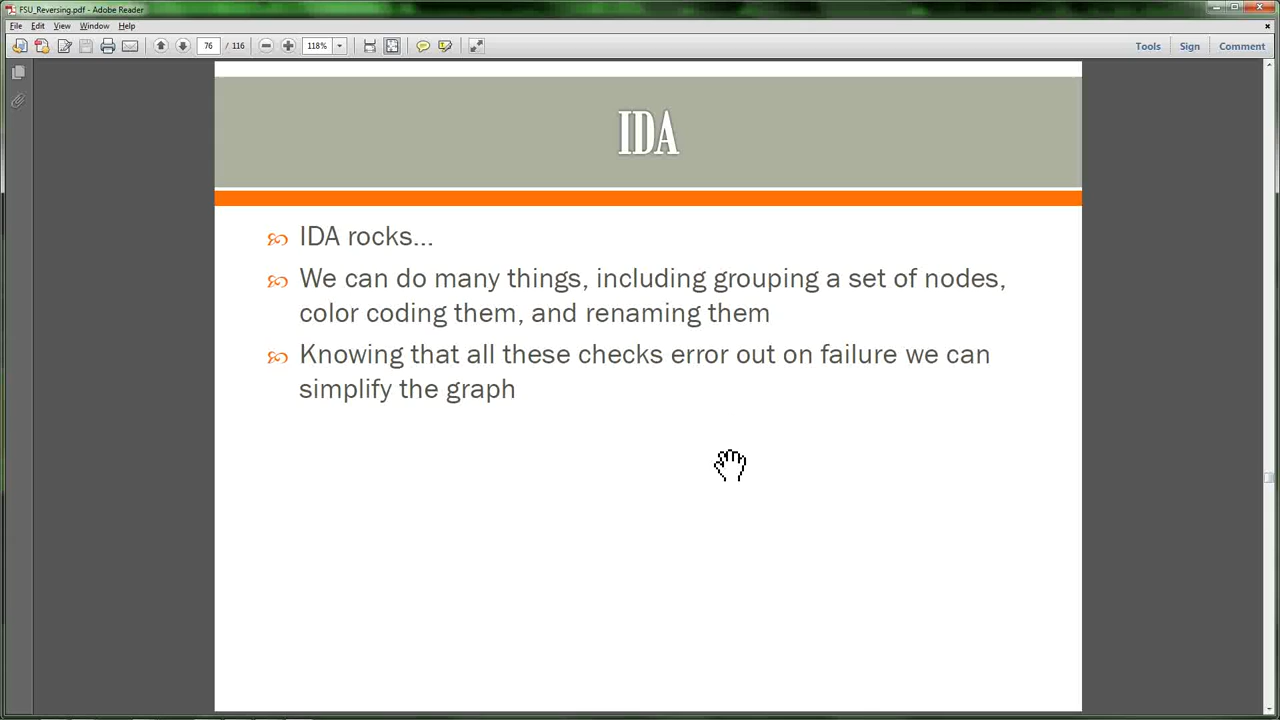 FSU_Reversing.pdf - Adobe Reader
File Edit View Window Help
76 / 116 118% Tools Sign Comment
IDA
IDA rocks...
We can do many things, including grouping a set of nodes,
color coding them, and renaming them
Knowing that all these checks error out on failure we can
simplify the graph